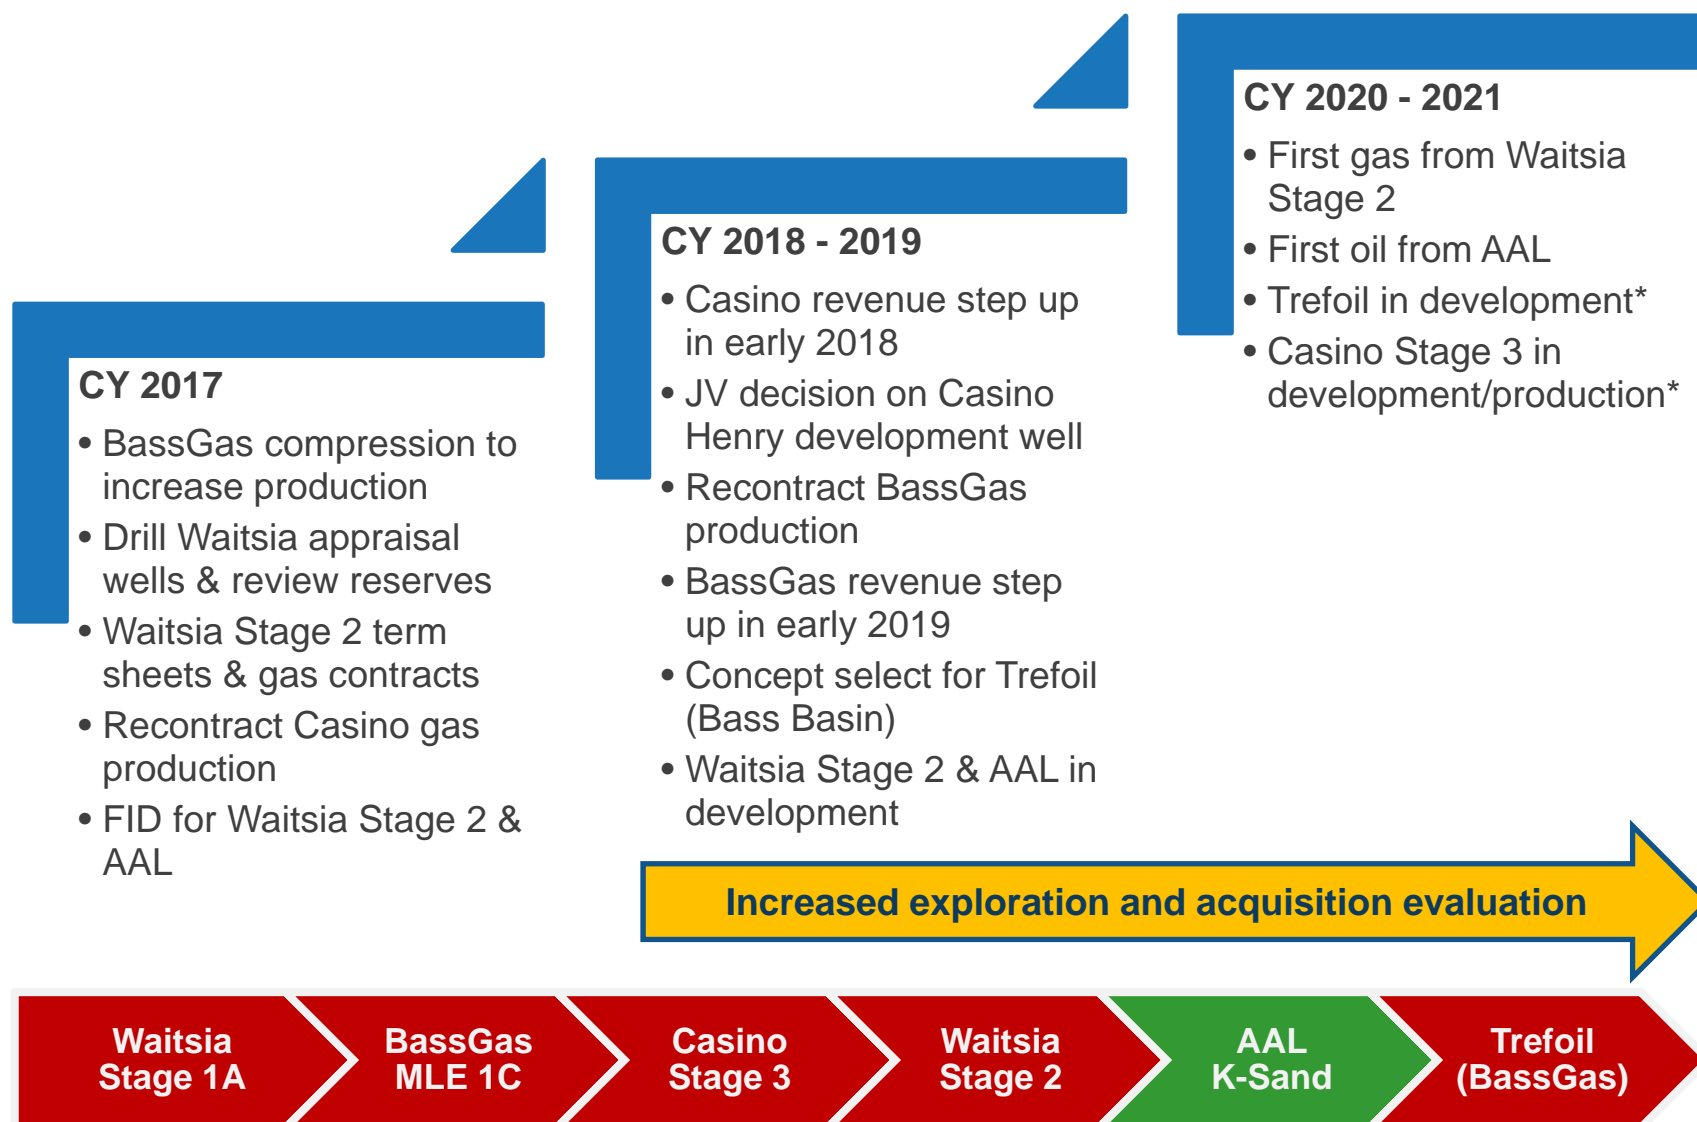 CY 2017
• BassGas compression to
increase production
• Drill Waitsia appraisal
wells & review reserves
• Waitsia Stage 2 term
sheets & gas contracts
• Recontract Casino gas
production
• FID for Waitsia Stage 2 &
AAL
CY 2018 - 2019
• Casino revenue step up
in early 2018
• JV decision on Casino
Henry development well
• Recontract BassGas
production
• BassGas revenue step
up in early 2019
• Concept select for Trefoil
(Bass Basin)
• Waitsia Stage 2 & AAL in
development
CY 2020 - 2021
• First gas from Waitsia
Stage 2
• First oil from AAL
• Trefoil in development*
• Casino Stage 3 in
development/production*
Increased exploration and acquisition evaluation
Waitsia
Stage 1A
BassGas
MLE 1C
Casino
Stage 3
Waitsia
Stage 2
AAL
K-Sand
Trefoil
(BassGas)